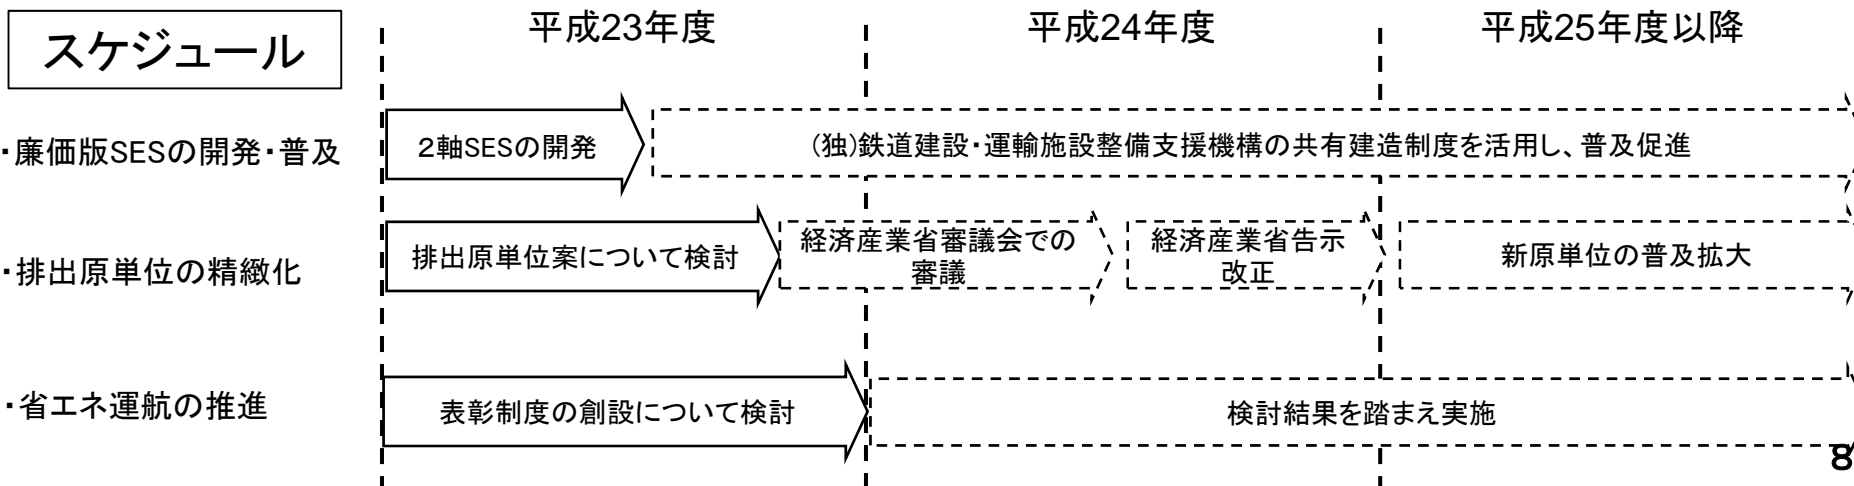 スケジュール
平成23年度
平成24年度
平成25年度以降
・廉価版SESの開発・普及
２軸SESの開発
(独)鉄道建設・運輸施設整備支援機構の共有建造制度を活用し、普及促進
・排出原単位の精緻化
排出原単位案について検討
経済産業省審議会での
審議
経済産業省告示
改正
新原単位の普及拡大
・省エネ運航の推進
表彰制度の創設について検討
検討結果を踏まえ実施
8